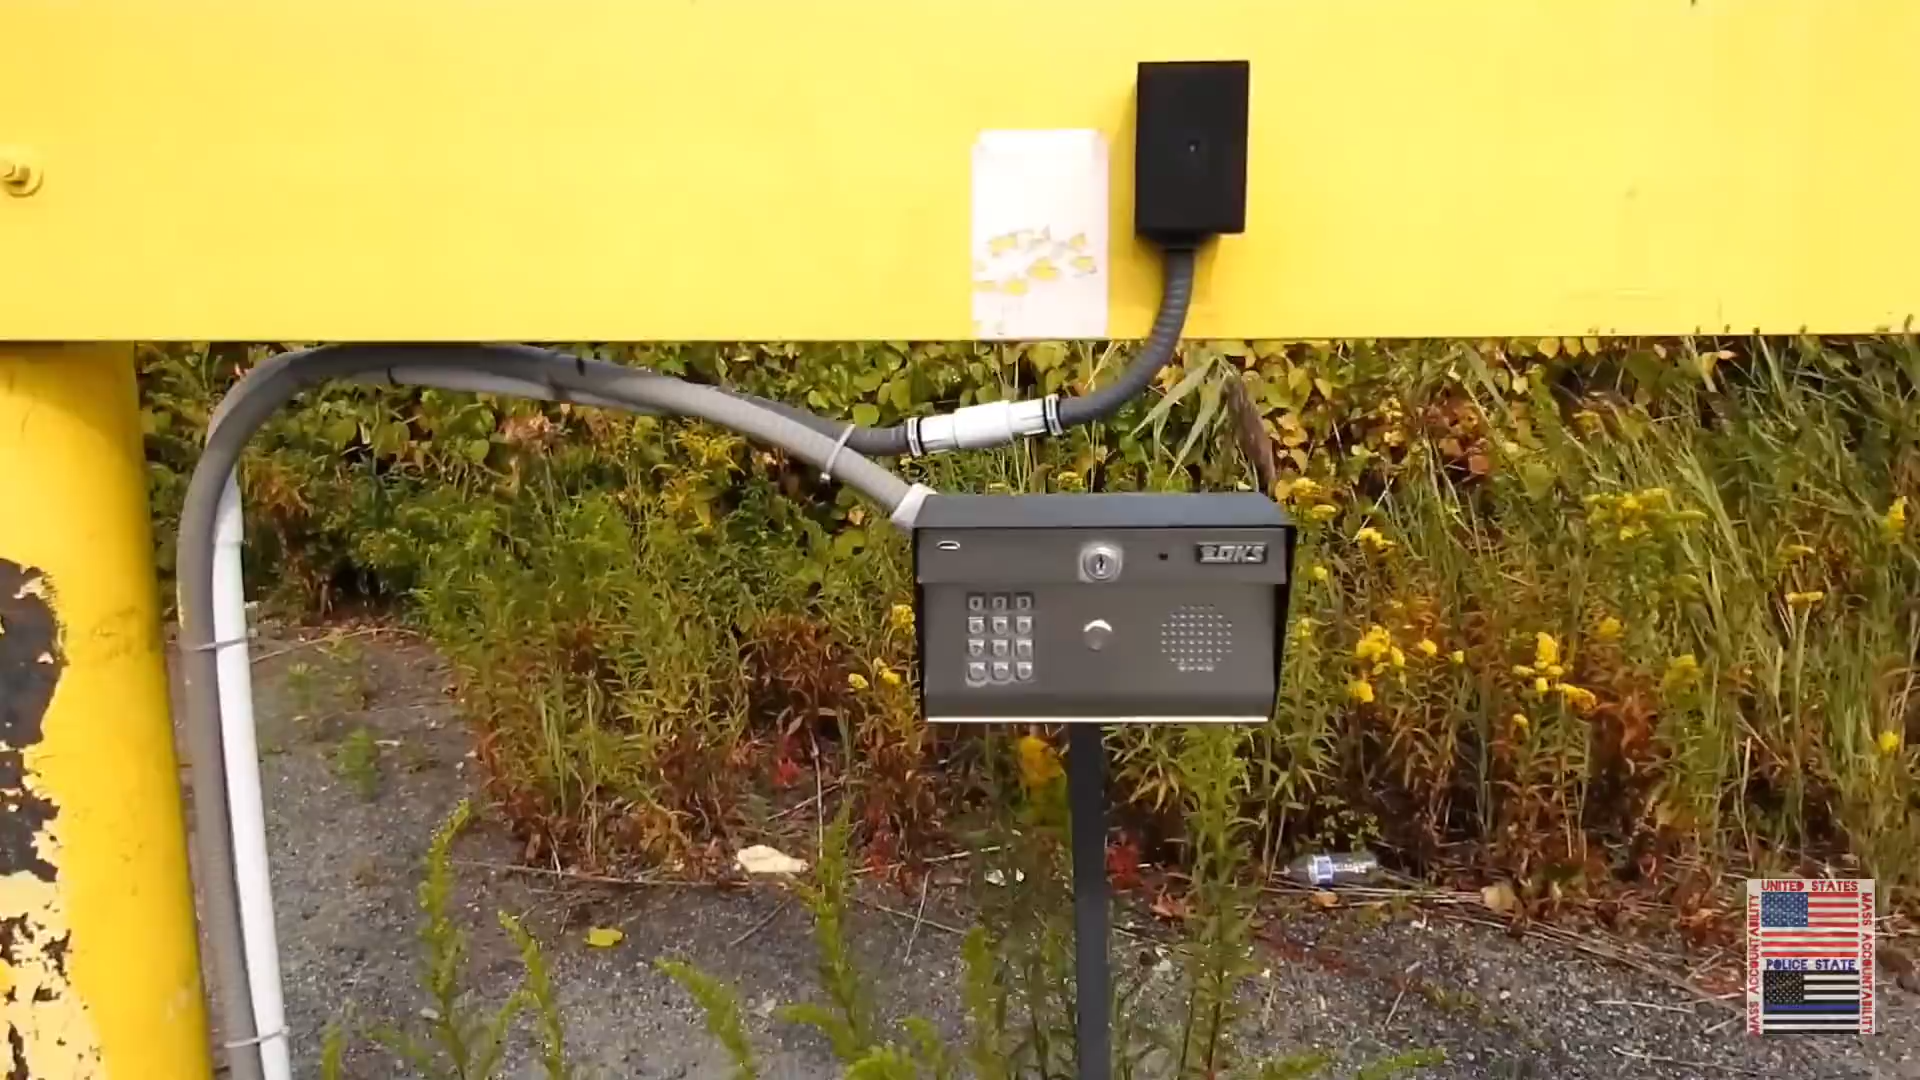 DKS
UNITED STATES
MASS ACCOUNTABILITY
MASS ACCOUNTABILITY
POLICE STATE